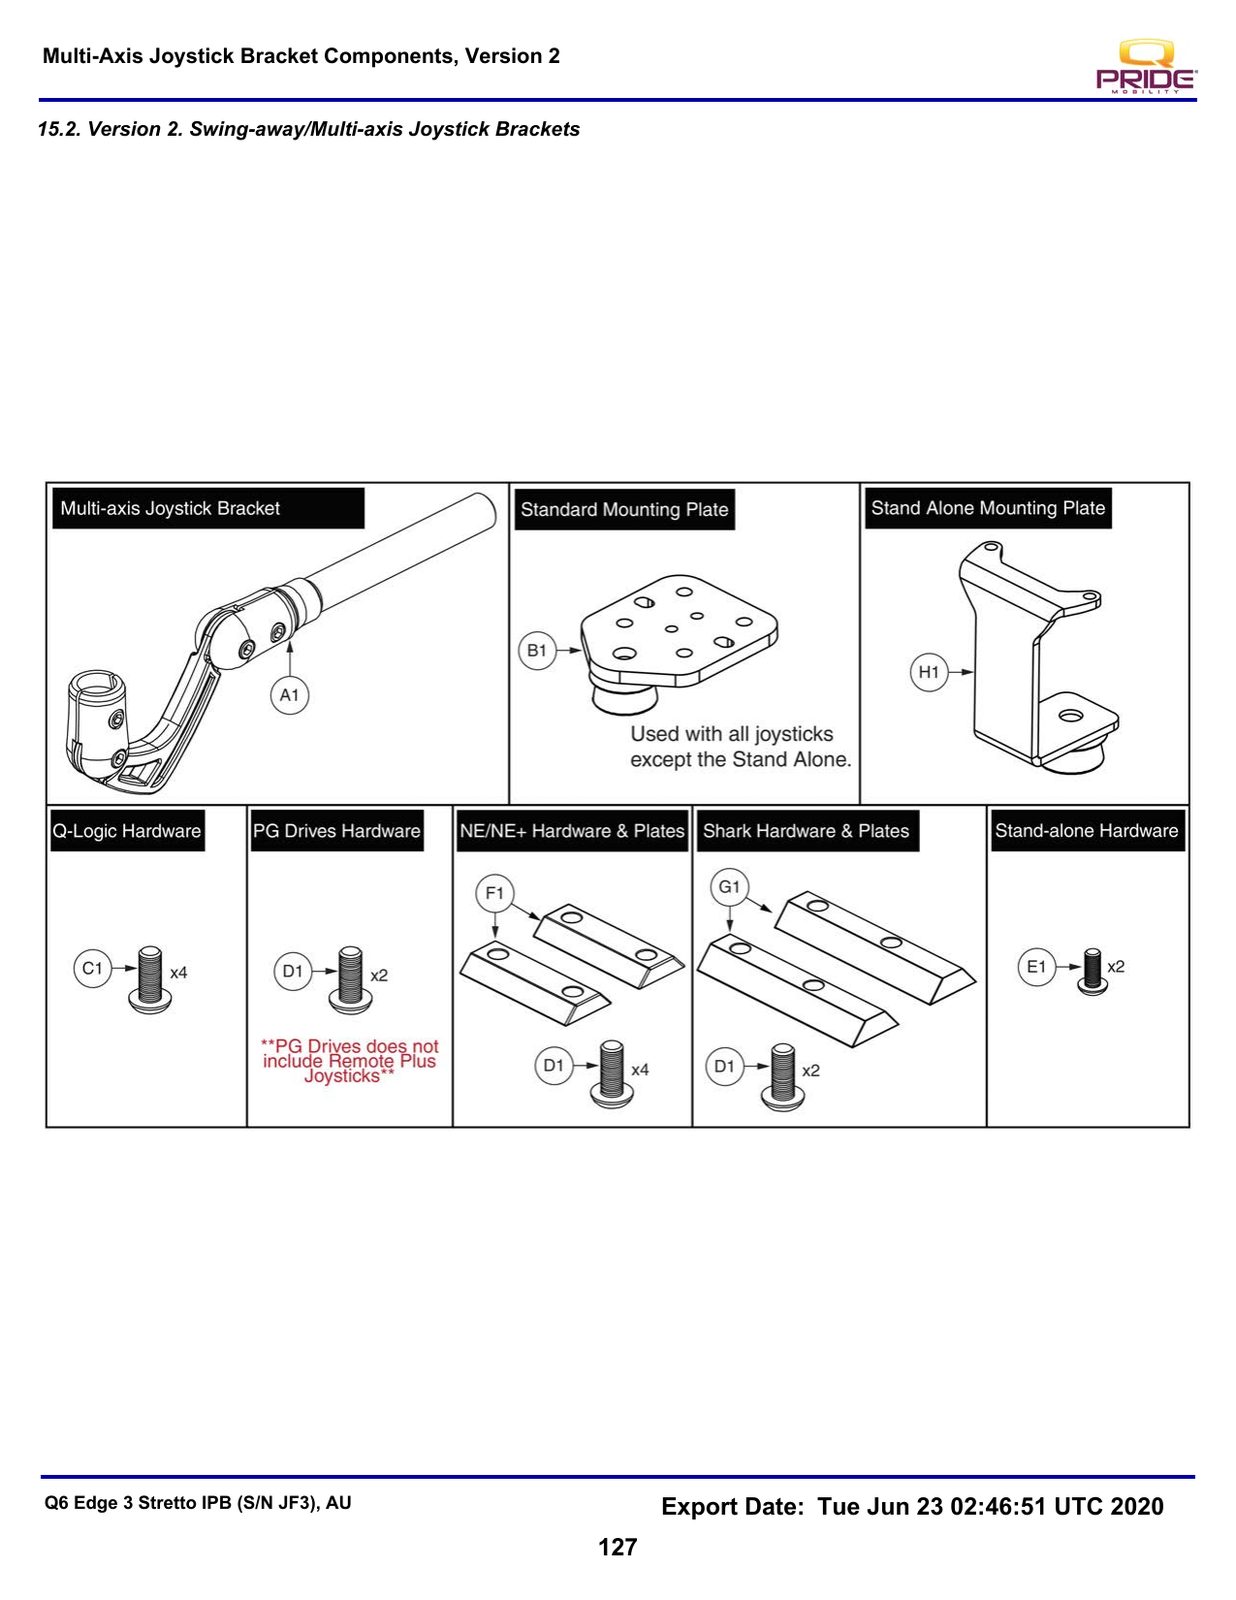 Multi-Axis Joystick Bracket Components, Version 2
PRIDE
MOBILITY
15.2. Version 2. Swing-away/Multi-axis Joystick Brackets
Multi-axis Joystick Bracket
A1
Standard Mounting Plate
B1
Used with all joysticks
except the Stand Alone.
Stand Alone Mounting Plate
H1
Q-Logic Hardware
C1
x4
PG Drives Hardware
D1
x2
**PG Drives does not
include Remote Plus
Joysticks**
NE/NE+ Hardware & Plates
F1
D1
x4
Shark Hardware & Plates
G1
D1
x2
Stand-alone Hardware
E1
x2
Q6 Edge 3 Stretto IPB (S/N JF3), AU
Export Date:  Tue Jun 23 02:46:51 UTC 2020
127